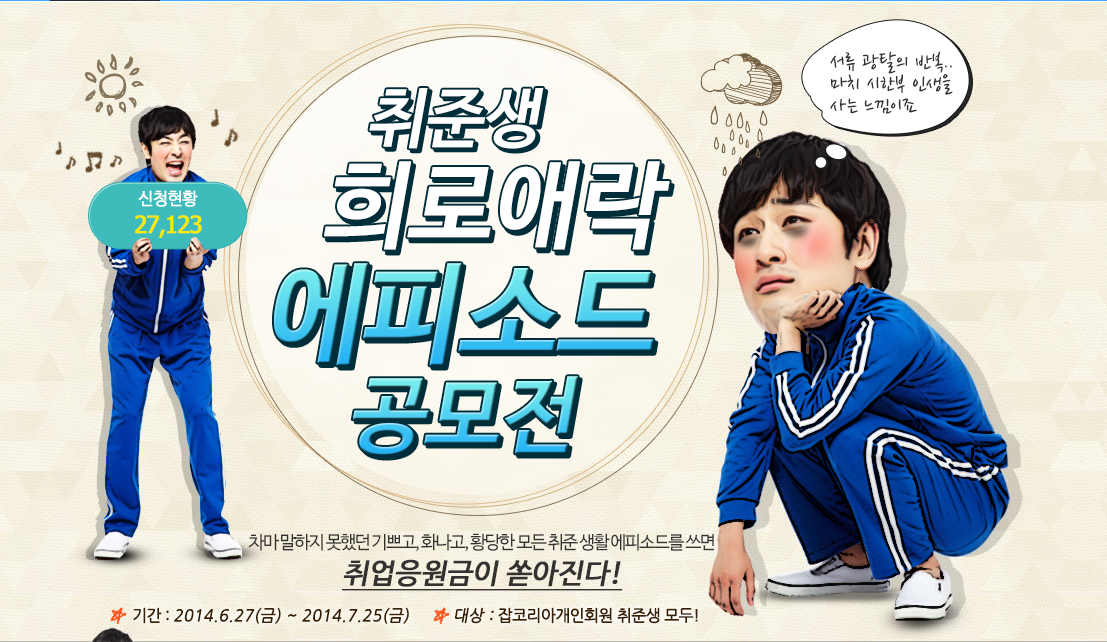 서류 광탈의 반복..
마치 시한부 인생을
사는 느낌이죠
취준생
희로애락
에피소드
공모전
신청현황
27,123
차마 말하지 못했던 기쁘고, 화나고, 황당한 모든 취준 생활 에피소드를 쓰면
취업응원금이 쏟아진다!
기간 : 2014.6.27(금) ~ 2014.7.25(금) 대상 : 잡코리아개인회원 취준생 모두!